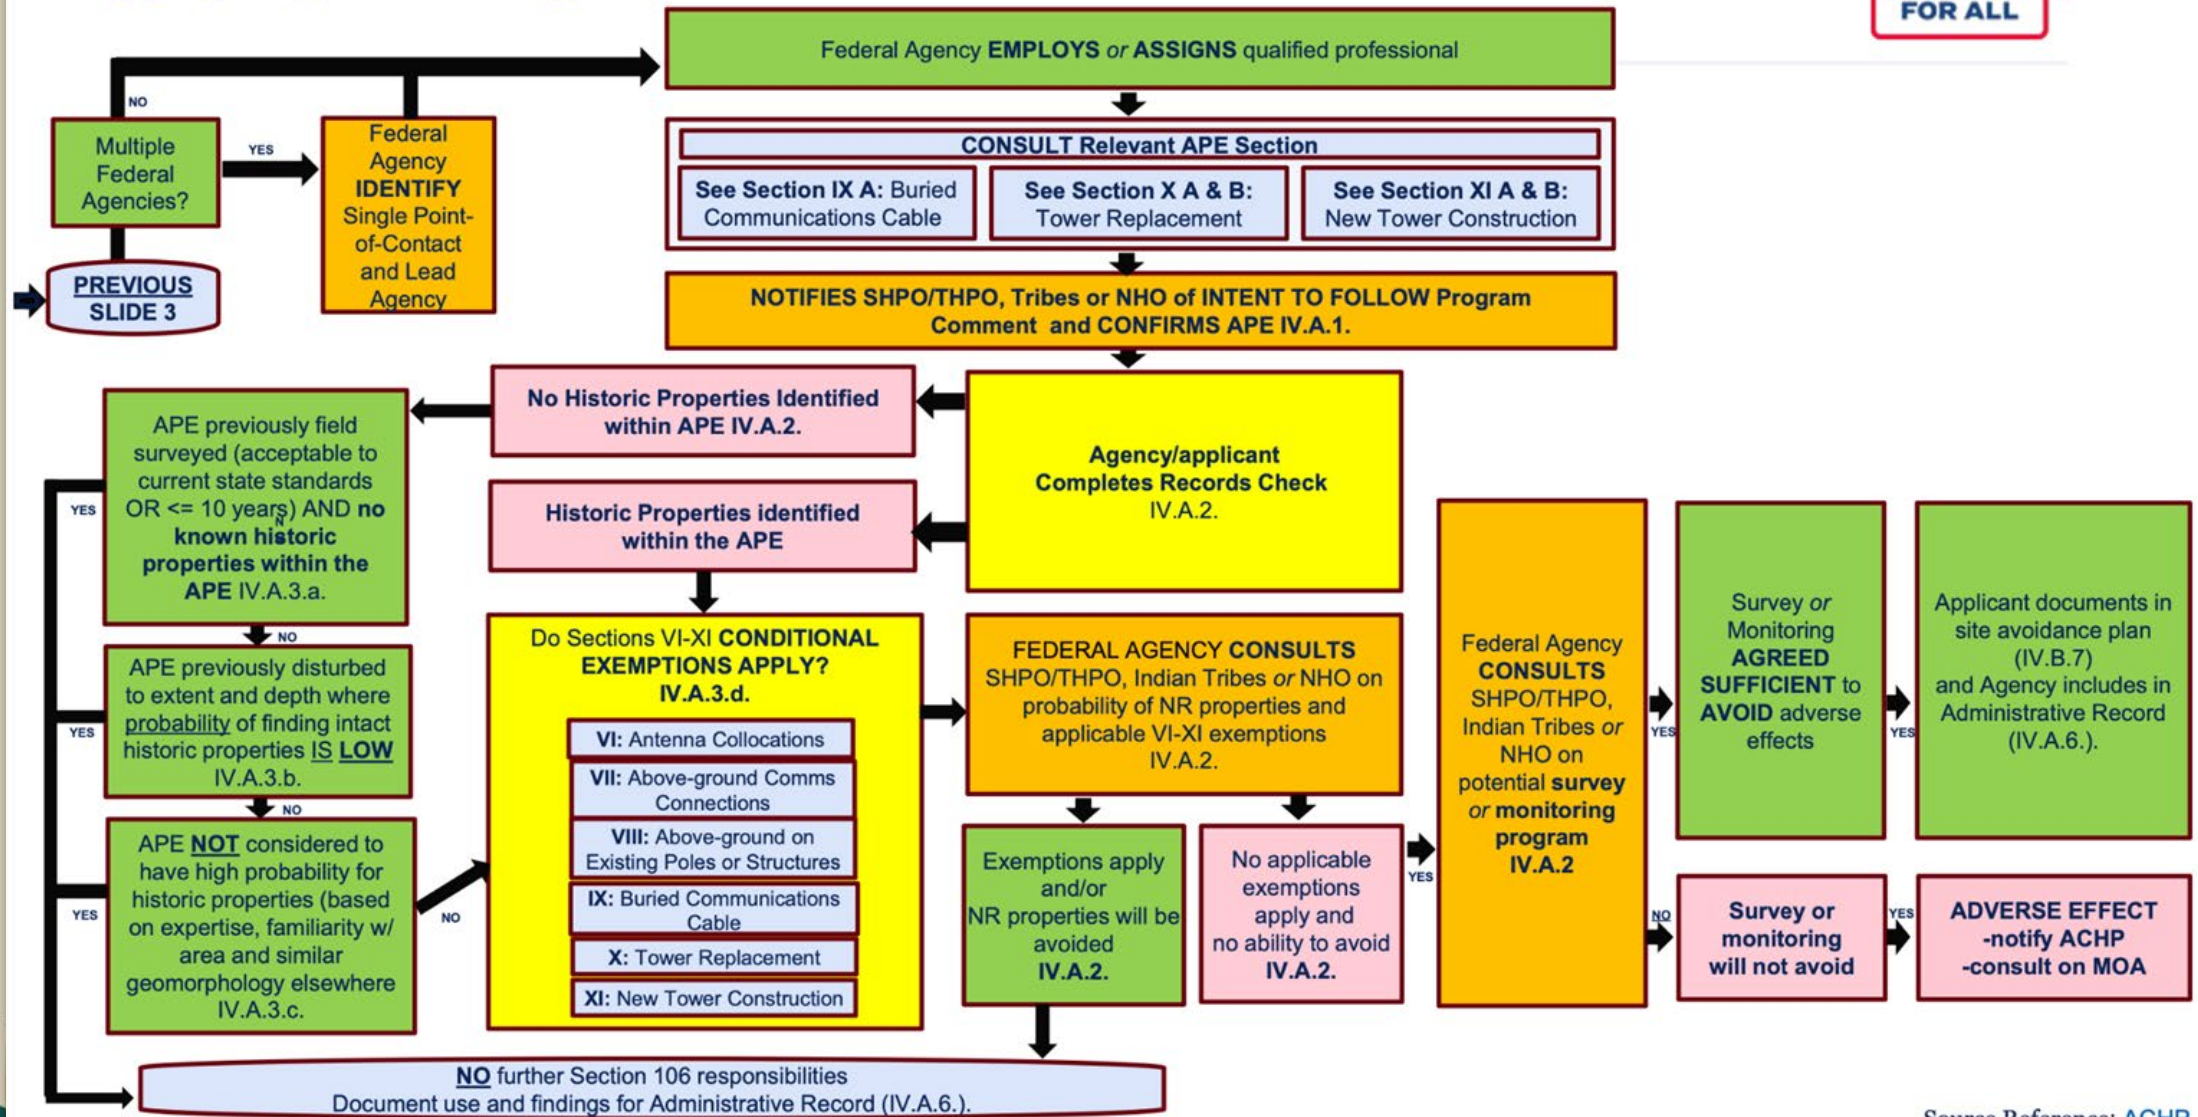 FOR ALL
Federal Agency EMPLOYS or ASSIGNS qualified professional
NO
Multiple
Federal
Agencies?
YES
Federal
Agency
IDENTIFY
Single Point-
of-Contact
and Lead
Agency
PREVIOUS
SLIDE 3
CONSULT Relevant APE Section
See Section IX A: Buried
Communications Cable
See Section X A & B:
Tower Replacement
See Section XI A & B:
New Tower Construction
NOTIFIES SHPO/THPO, Tribes or NHO of INTENT TO FOLLOW Program
Comment and CONFIRMS APE IV.A.1.
Agency/applicant
Completes Records Check
IV.A.2.
No Historic Properties Identified
within APE IV.A.2.
Historic Properties identified
within the APE
APE previously field
surveyed (acceptable to
current state standards
OR <= 10 years) AND no
N
known historic
properties within the
APE IV.A.3.a.
YES
NO
APE previously disturbed
to extent and depth where
probability of finding intact
historic properties IS LOW
IV.A.3.b.
YES
NO
APE NOT considered to
have high probability for
historic properties (based
on expertise, familiarity w/
area and similar
geomorphology elsewhere
IV.A.3.c.
YES
NO
Do Sections VI-XI CONDITIONAL
EXEMPTIONS APPLY?
IV.A.3.d.
VI: Antenna Collocations
VII: Above-ground Comms
Connections
VIII: Above-ground on
Existing Poles or Structures
IX: Buried Communications
Cable
X: Tower Replacement
XI: New Tower Construction
FEDERAL AGENCY CONSULTS
SHPO/THPO, Indian Tribes or NHO on
probability of NR properties and
applicable VI-XI exemptions
IV.A.2.
Exemptions apply
and/or
NR properties will be
avoided
IV.A.2.
No applicable
exemptions
apply and
no ability to avoid
IV.A.2.
YES
Federal Agency
CONSULTS
SHPO/THPO,
Indian Tribes or
NHO on
potential survey
or monitoring
program
IV.A.2
YES
Survey or
Monitoring
AGREED
SUFFICIENT to
AVOID adverse
effects
YES
Applicant documents in
site avoidance plan
(IV.B.7)
and Agency includes in
Administrative Record
(IV.A.6.).
NO
Survey or
monitoring
will not avoid
YES
ADVERSE EFFECT
-notify ACHP
-consult on MOA
NO further Section 106 responsibilities
Document use and findings for Administrative Record (IV.A.6.).
Source Reference: ACHP